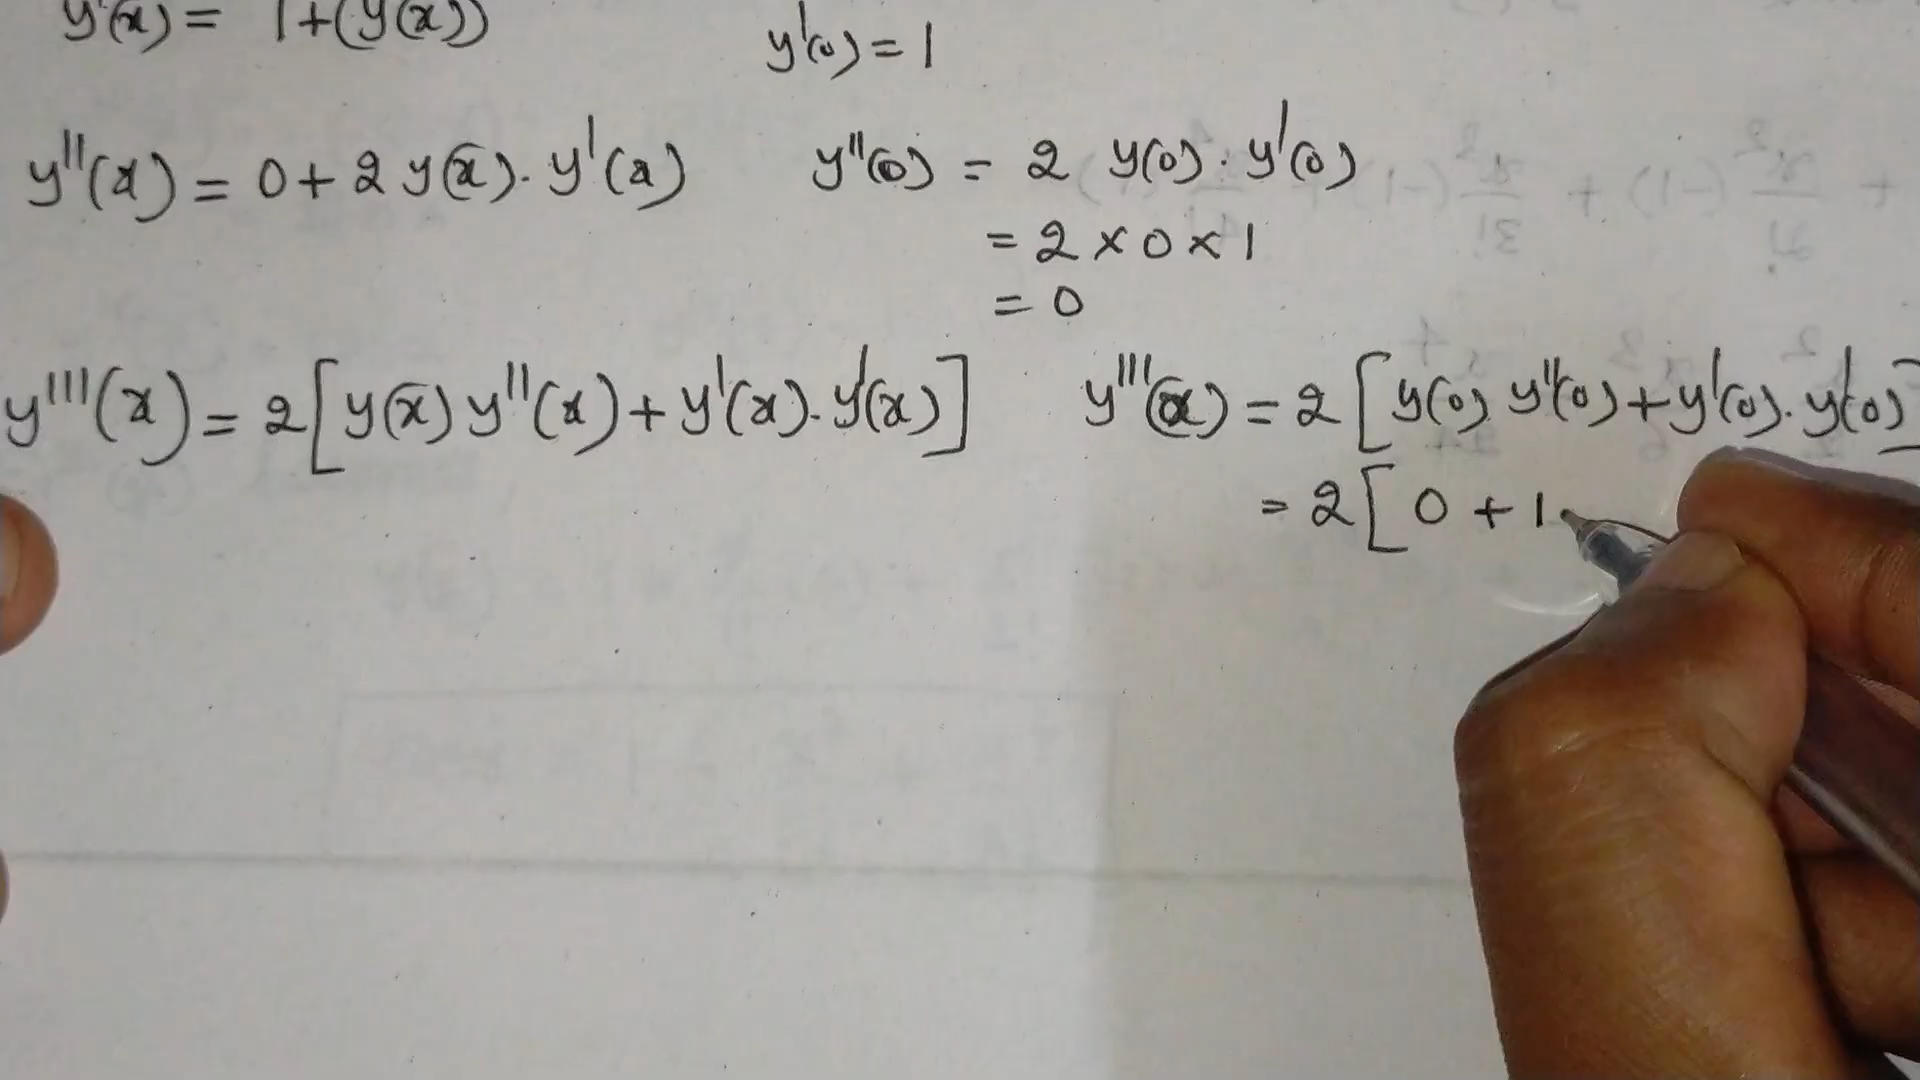 y'(x) = 1+(y(x))
y'(0) = 1
y''(x) = 0+2 y(x). y'(x)
y''(0) = 2 y(0). y'(0)
= 2 × 0 × 1
= 0
y'''(x) = 2[y(x) y''(x) + y'(x). y'(x)]
y'''(x) = 2[y(0) y''(0) + y'(0). y'(0)]
= 2[ 0 + 1